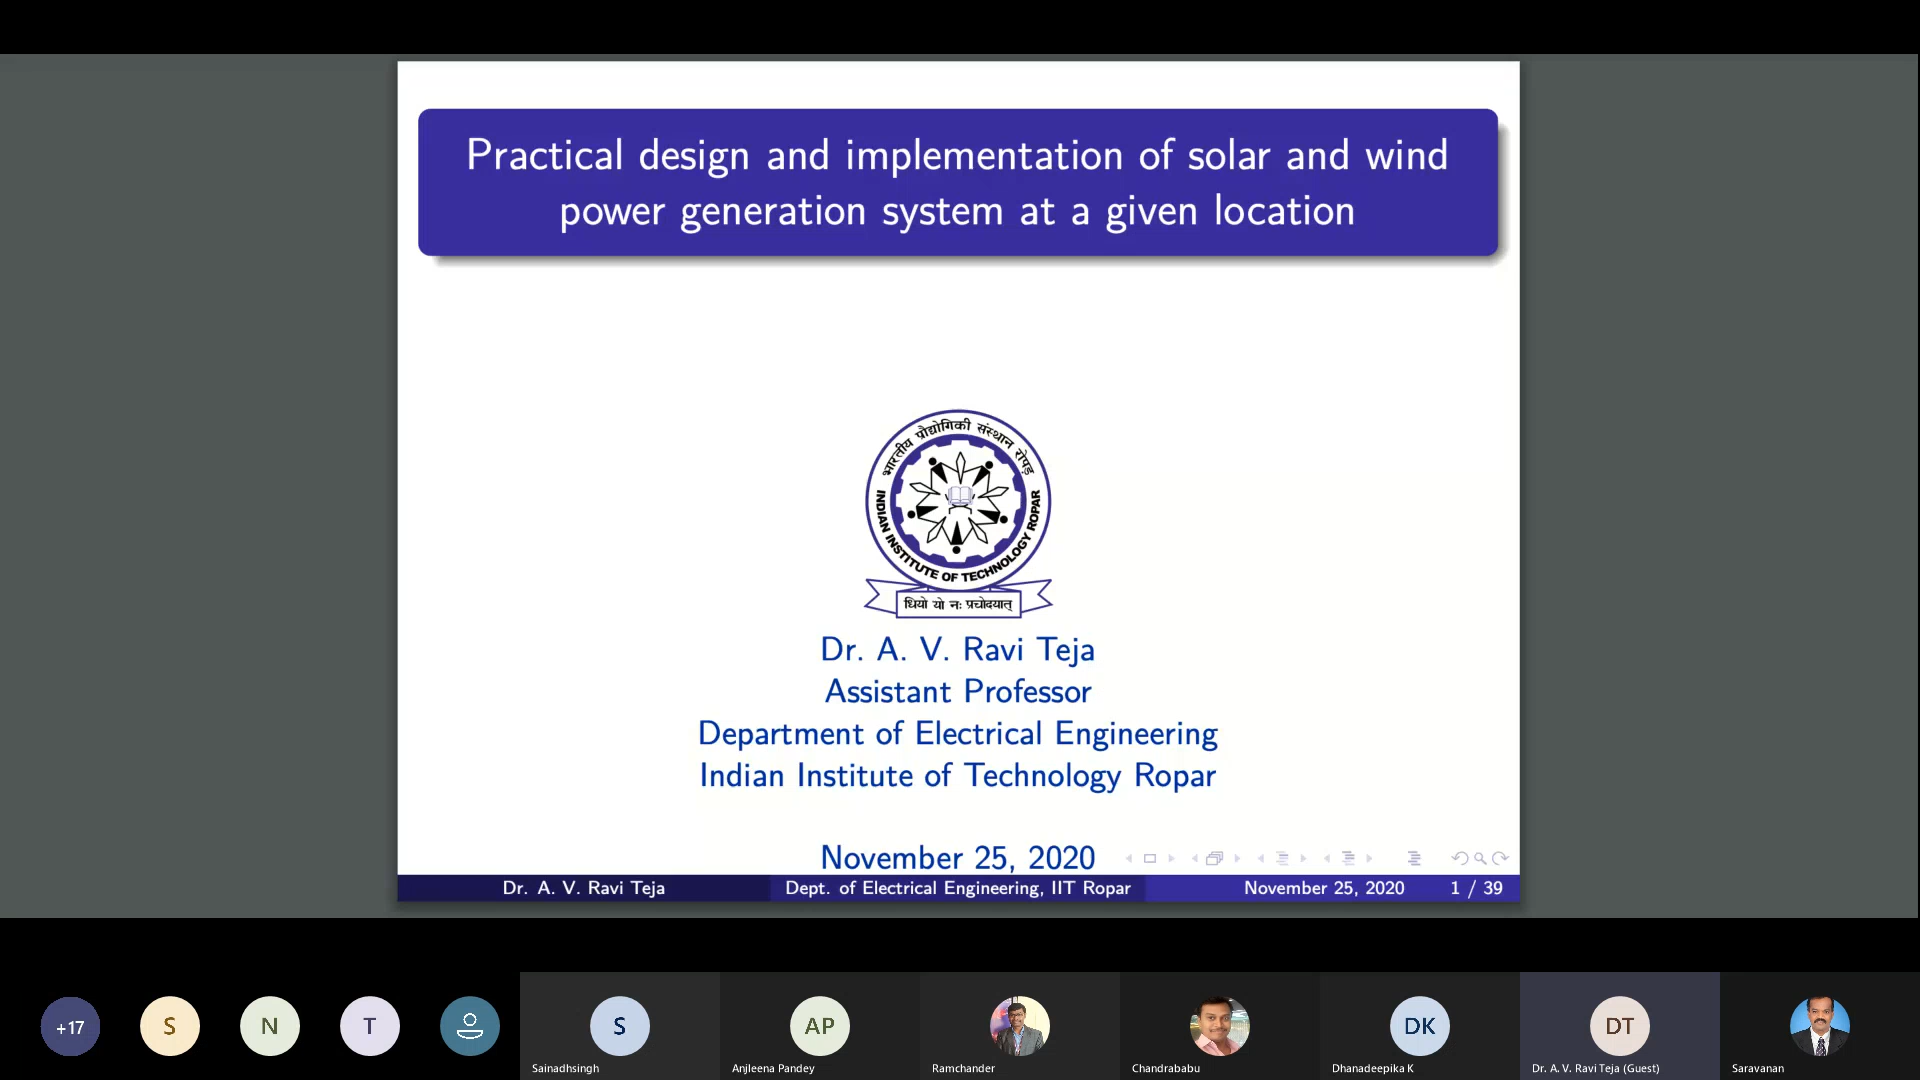 Practical design and implementation of solar and wind
power generation system at a given location
भारतीय प्रौद्योगिकी संस्थान रोपड़
INDIAN INSTITUTE OF TECHNOLOGY ROPAR
धियो यो नः प्रचोदयात्
Dr. A. V. Ravi Teja
Assistant Professor
Department of Electrical Engineering
Indian Institute of Technology Ropar
November 25, 2020
Dr. A. V. Ravi Teja Dept. of Electrical Engineering, IIT Ropar November 25, 2020 1 / 39
+17 S N T S AP DK DT
Sainadhsingh Anjleena Pandey Ramchander Chandrababu Dhanadeepika K Dr. A. V. Ravi Teja (Guest) Saravanan